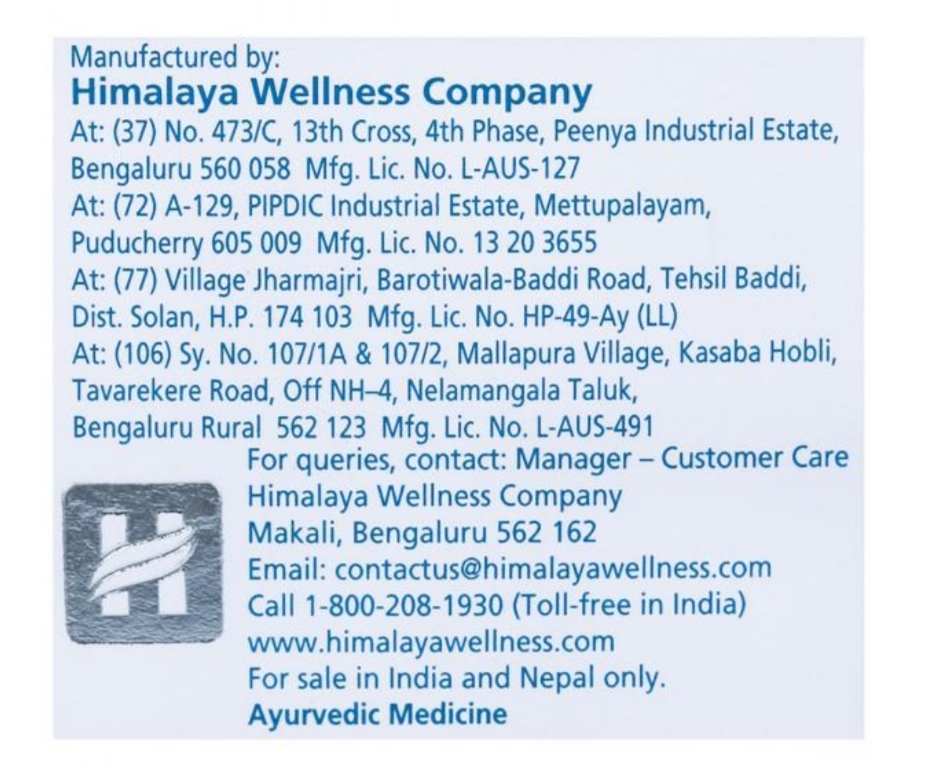 Manufactured by:
Himalaya Wellness Company
At: (37) No. 473/C, 13th Cross, 4th Phase, Peenya Industrial Estate,
Bengaluru 560 058 Mfg. Lic. No. L-AUS-127
At: (72) A-129, PIPDIC Industrial Estate, Mettupalayam,
Puducherry 605 009 Mfg. Lic. No. 13 20 3655
At: (77) Village Jharmajri, Barotiwala-Baddi Road, Tehsil Baddi,
Dist. Solan, H.P. 174 103 Mfg. Lic. No. HP-49-Ay (LL)
At: (106) Sy. No. 107/1A & 107/2, Mallapura Village, Kasaba Hobli,
Tavarekere Road, Off NH–4, Nelamangala Taluk,
Bengaluru Rural 562 123 Mfg. Lic. No. L-AUS-491
For queries, contact: Manager – Customer Care
Himalaya Wellness Company
Makali, Bengaluru 562 162
Email: contactus@himalayawellness.com
Call 1-800-208-1930 (Toll-free in India)
www.himalayawellness.com
For sale in India and Nepal only.
Ayurvedic Medicine